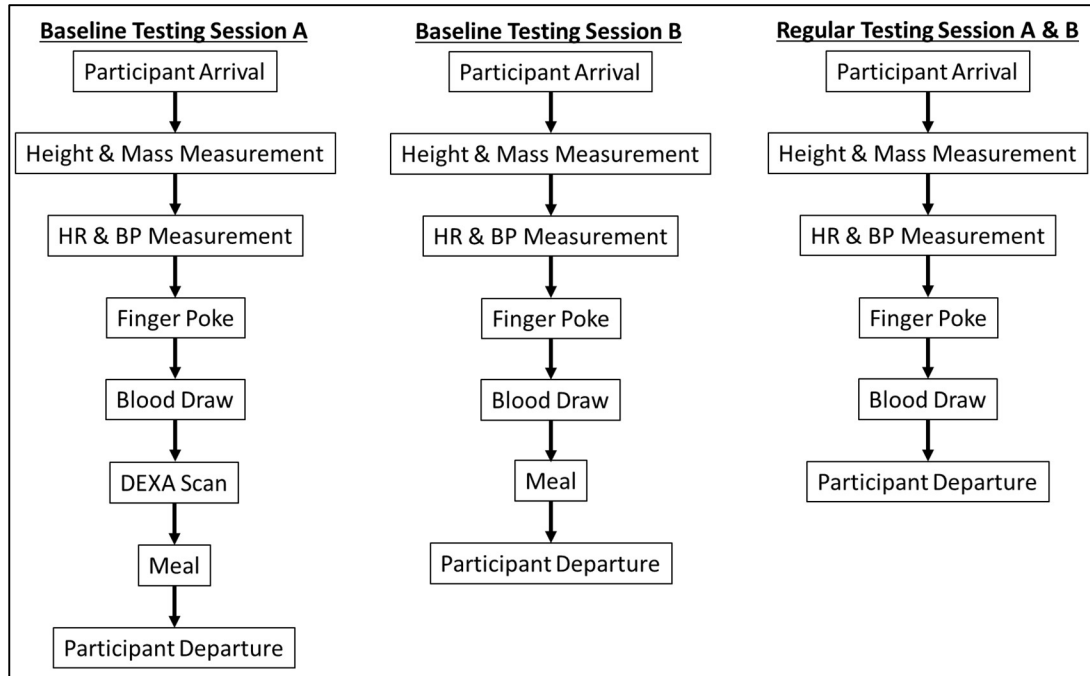 Baseline Testing Session A
Participant Arrival
Height & Mass Measurement
HR & BP Measurement
Finger Poke
Blood Draw
DEXA Scan
Meal
Participant Departure
Baseline Testing Session B
Participant Arrival
Height & Mass Measurement
HR & BP Measurement
Finger Poke
Blood Draw
Meal
Participant Departure
Regular Testing Session A & B
Participant Arrival
Height & Mass Measurement
HR & BP Measurement
Finger Poke
Blood Draw
Participant Departure